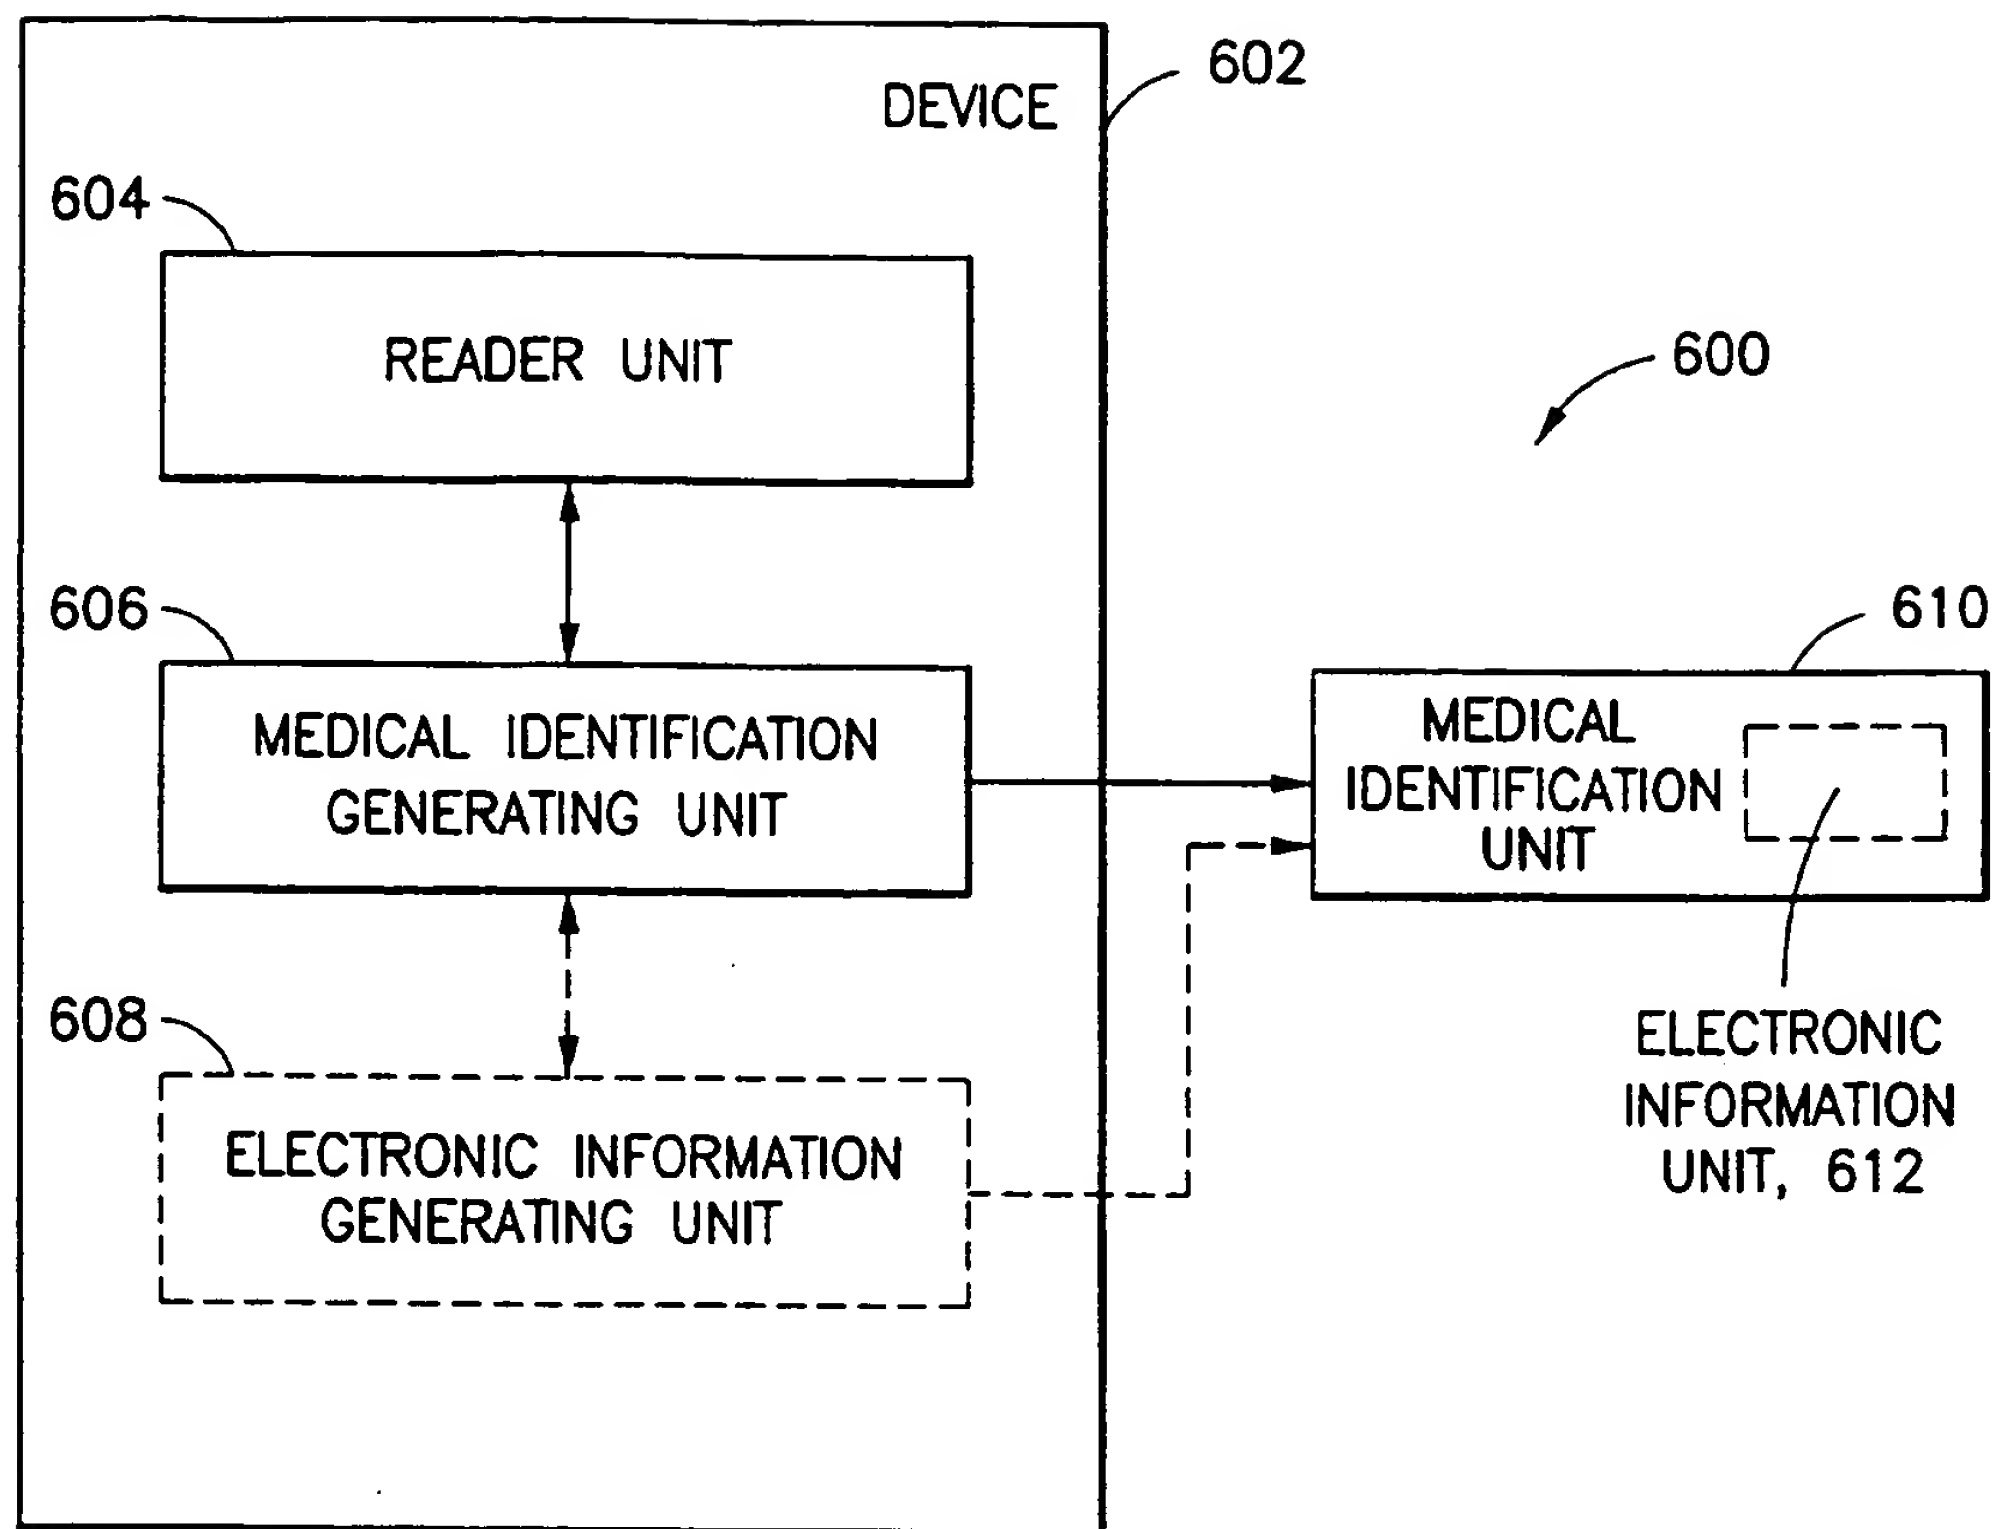 DEVICE
602
604
READER UNIT
600
606
MEDICAL IDENTIFICATION
GENERATING UNIT
610
MEDICAL
IDENTIFICATION
UNIT
608
ELECTRONIC INFORMATION
GENERATING UNIT
ELECTRONIC
INFORMATION
UNIT, 612